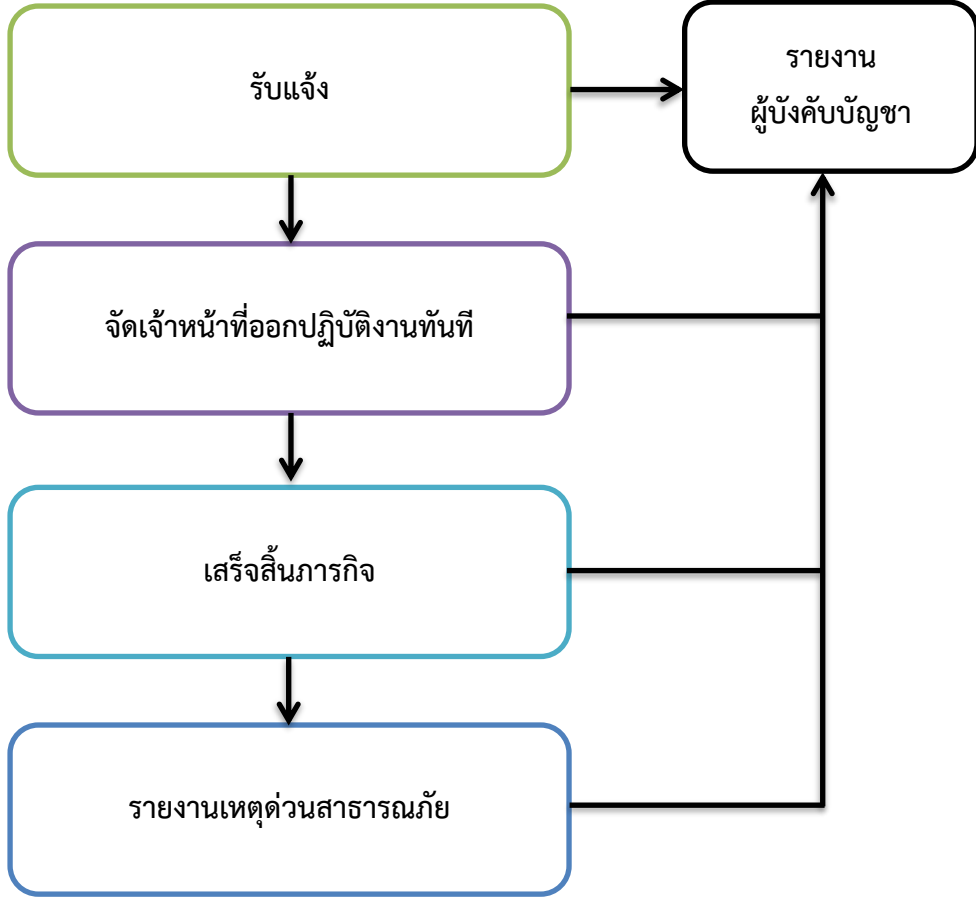 รับแจ้ง
รายงาน
ผู้บังคับบัญชา
จัดเจ้าหน้าที่ออกปฏิบัติงานทันที
เสร็จสิ้นภารกิจ
รายงานเหตุด่วนสาธารณภัย